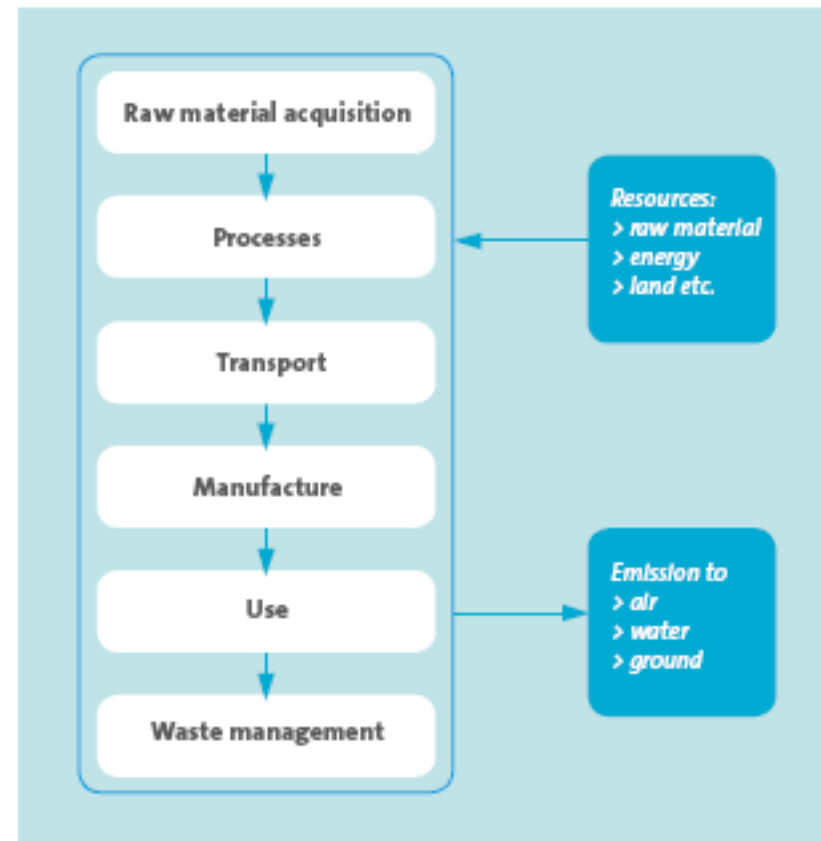 Raw material acquisition
Processes
Transport
Manufacture
Use
Waste management
Resources:
> raw material
> energy
> land etc.
Emission to
> air
> water
> ground